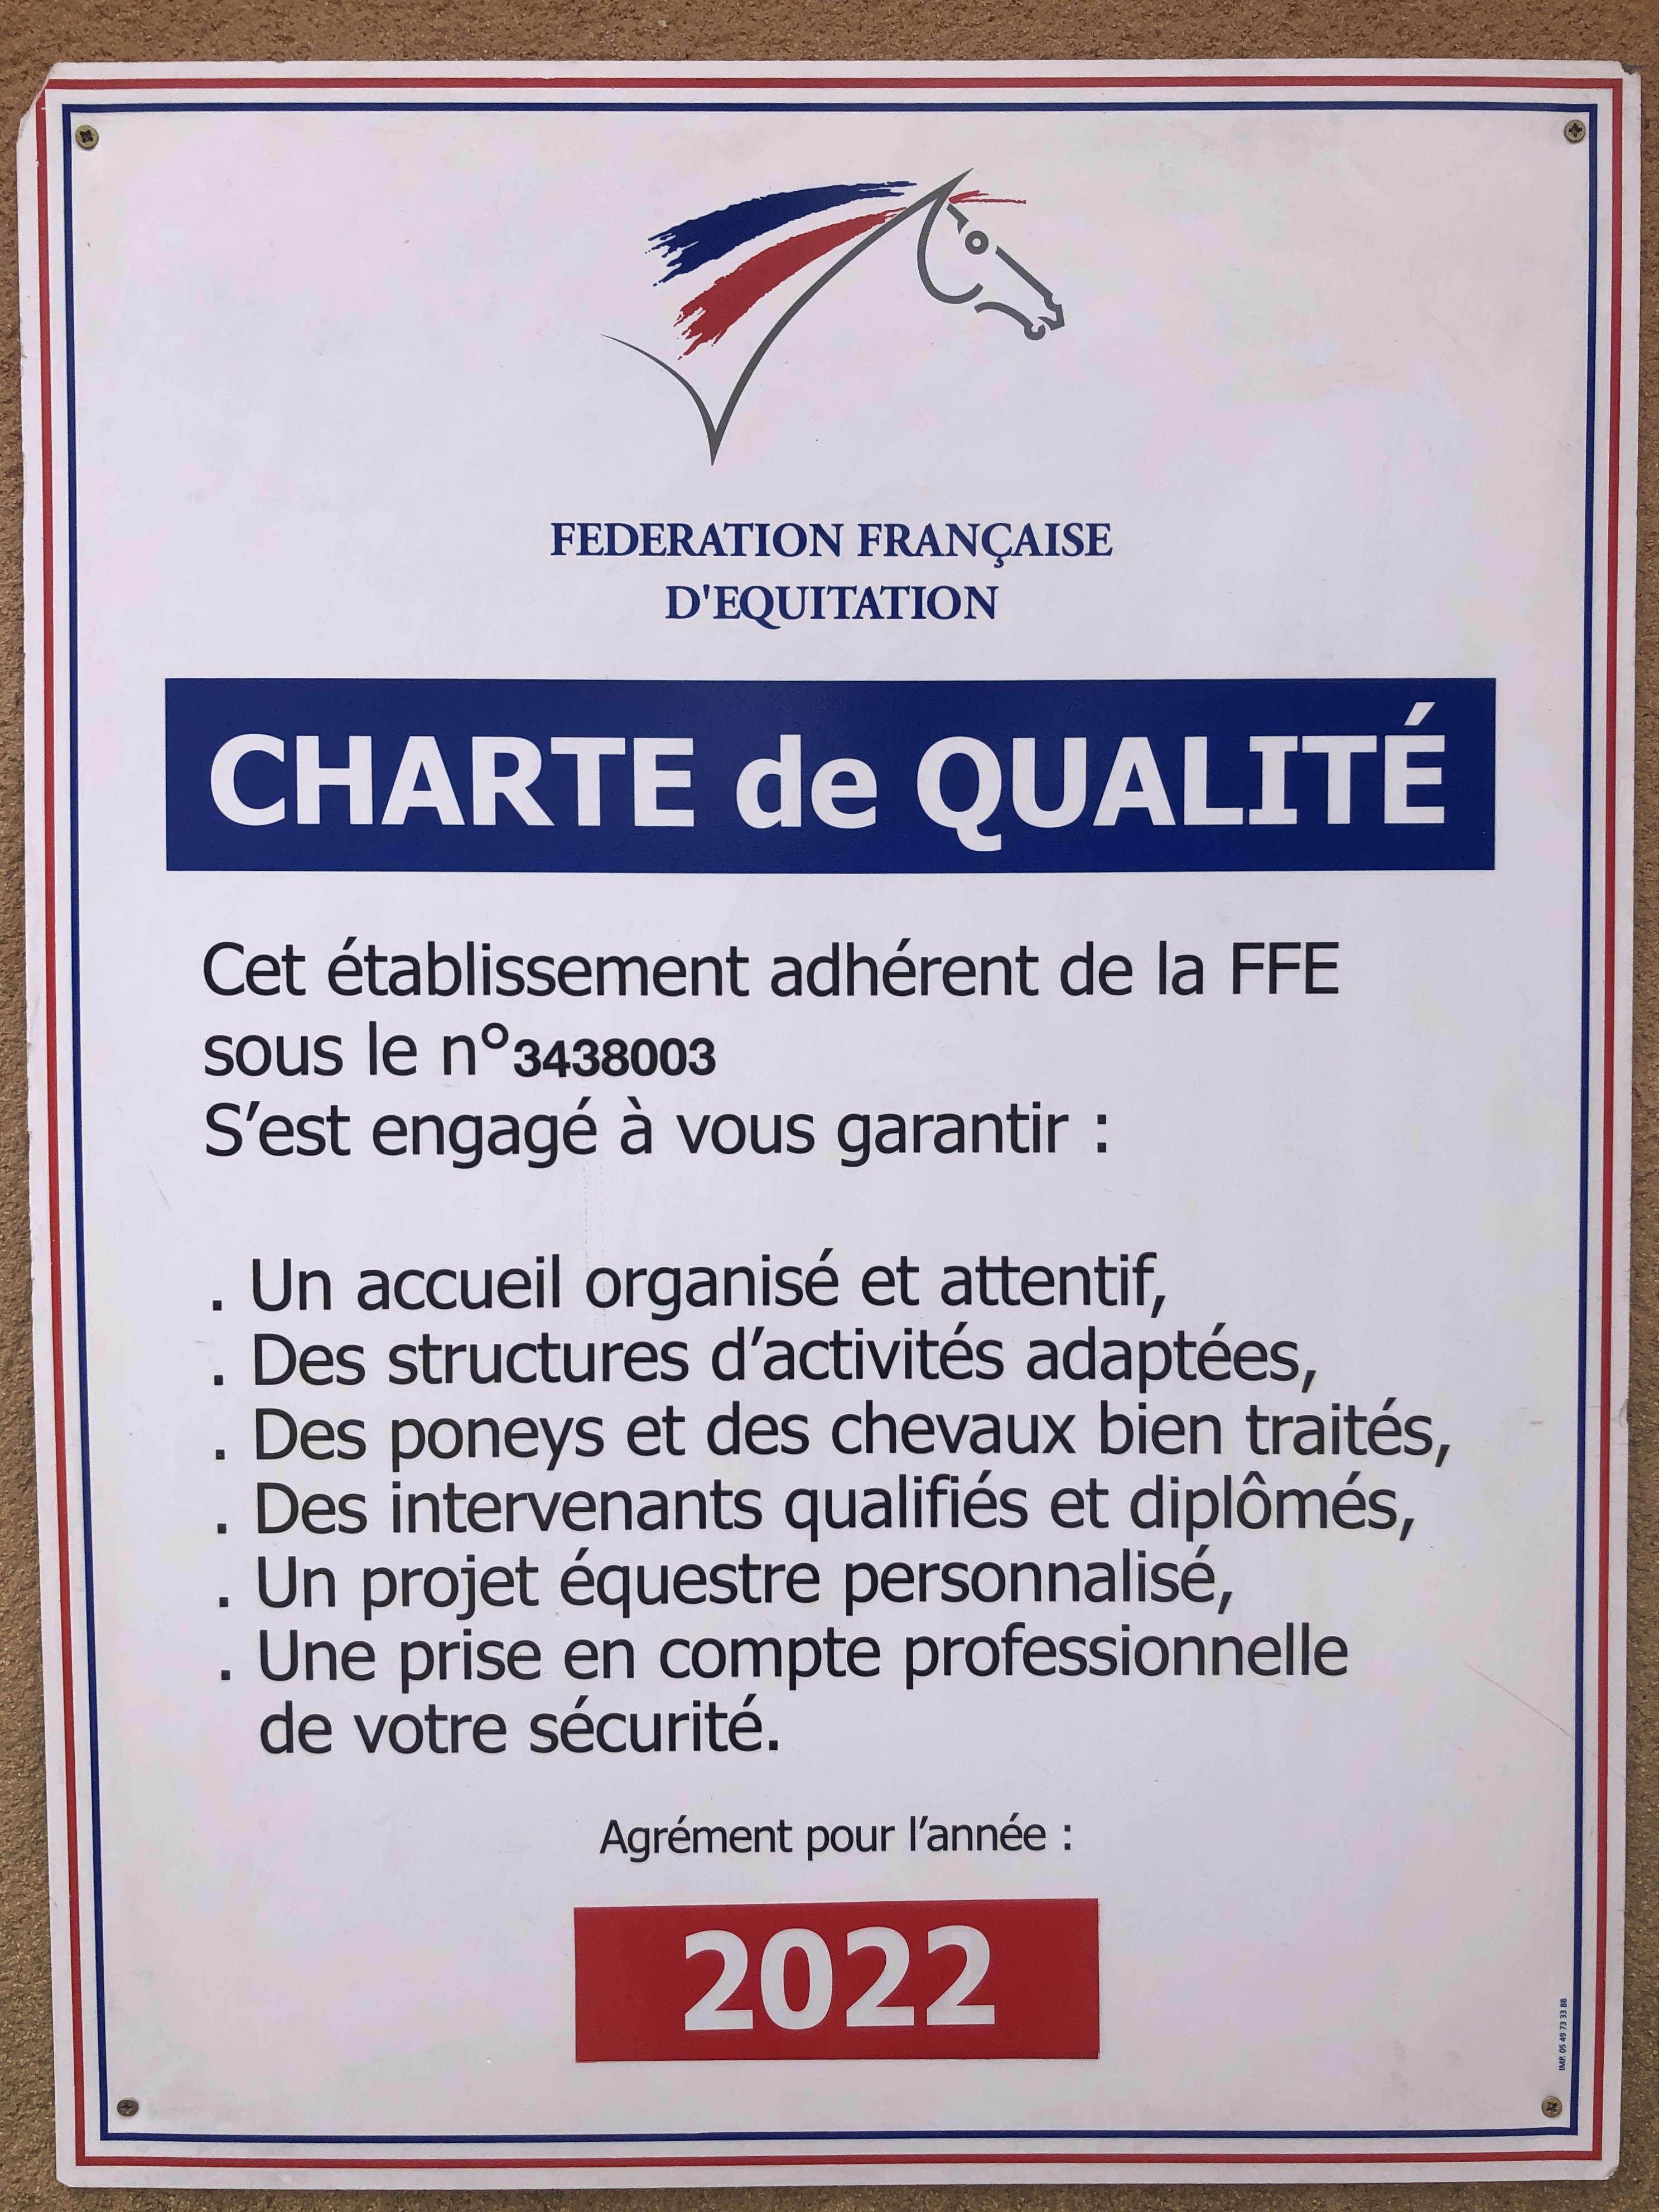 FEDERATION FRANÇAISE
D'EQUITATION
CHARTE de QUALITÉ
Cet établissement adhérent de la FFE
sous le n°3438003
S’est engagé à vous garantir :
. Un accueil organisé et attentif,
. Des structures d’activités adaptées,
. Des poneys et des chevaux bien traités,
. Des intervenants qualifiés et diplômés,
. Un projet équestre personnalisé,
. Une prise en compte professionnelle
de votre sécurité.
Agrément pour l’année :
2022
IMP. 05 49 73 33 88